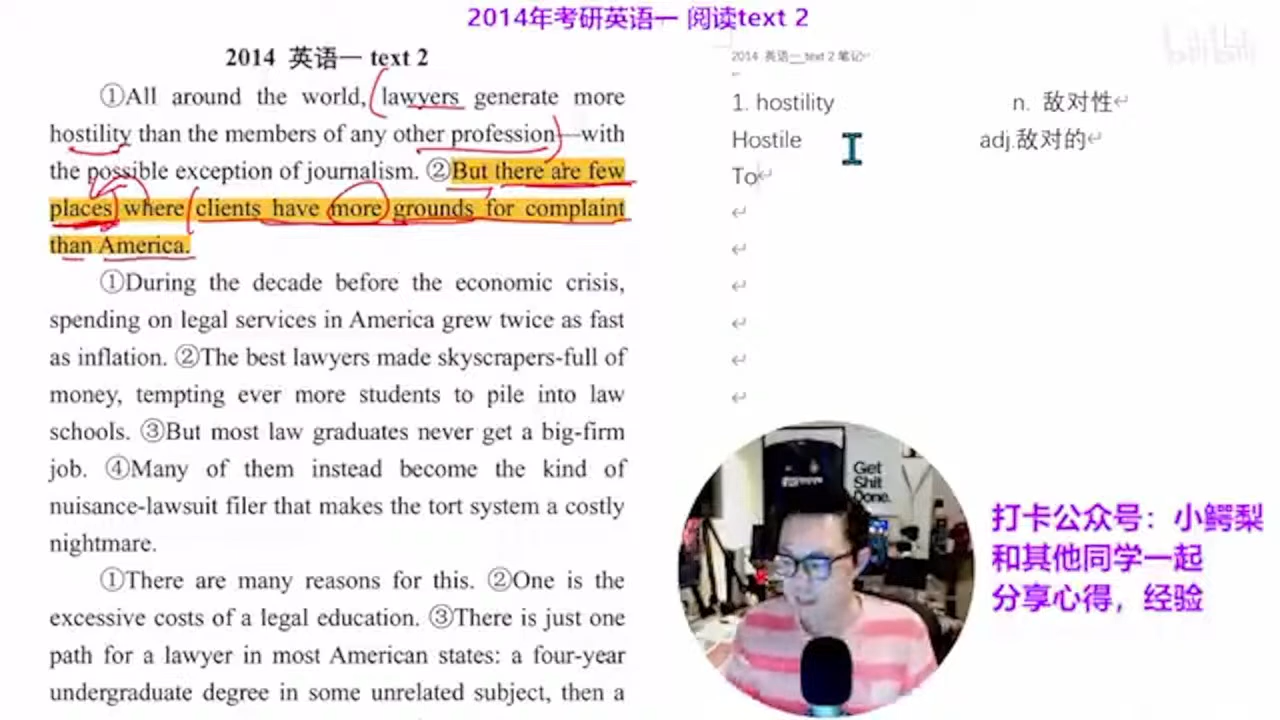 2014年考研英语一 阅读text 2
2014 英语一 text 2
①All around the world, lawyers generate more
hostility than the members of any other profession—with
the possible exception of journalism. ②But there are few
places where clients have more grounds for complaint
than America.
①During the decade before the economic crisis,
spending on legal services in America grew twice as fast
as inflation. ②The best lawyers made skyscrapers-full of
money, tempting ever more students to pile into law
schools. ③But most law graduates never get a big-firm
job. ④Many of them instead become the kind of
nuisance-lawsuit filer that makes the tort system a costly
nightmare.
①There are many reasons for this. ②One is the
excessive costs of a legal education. ③There is just one
path for a lawyer in most American states: a four-year
undergraduate degree in some unrelated subject, then a
2014 英语一 text 2 笔记
1. hostility n. 敌对性
Hostile adj.敌对的
To
bilibili
Get
Shit
Done.
打卡公众号：小鳄梨
和其他同学一起
分享心得，经验